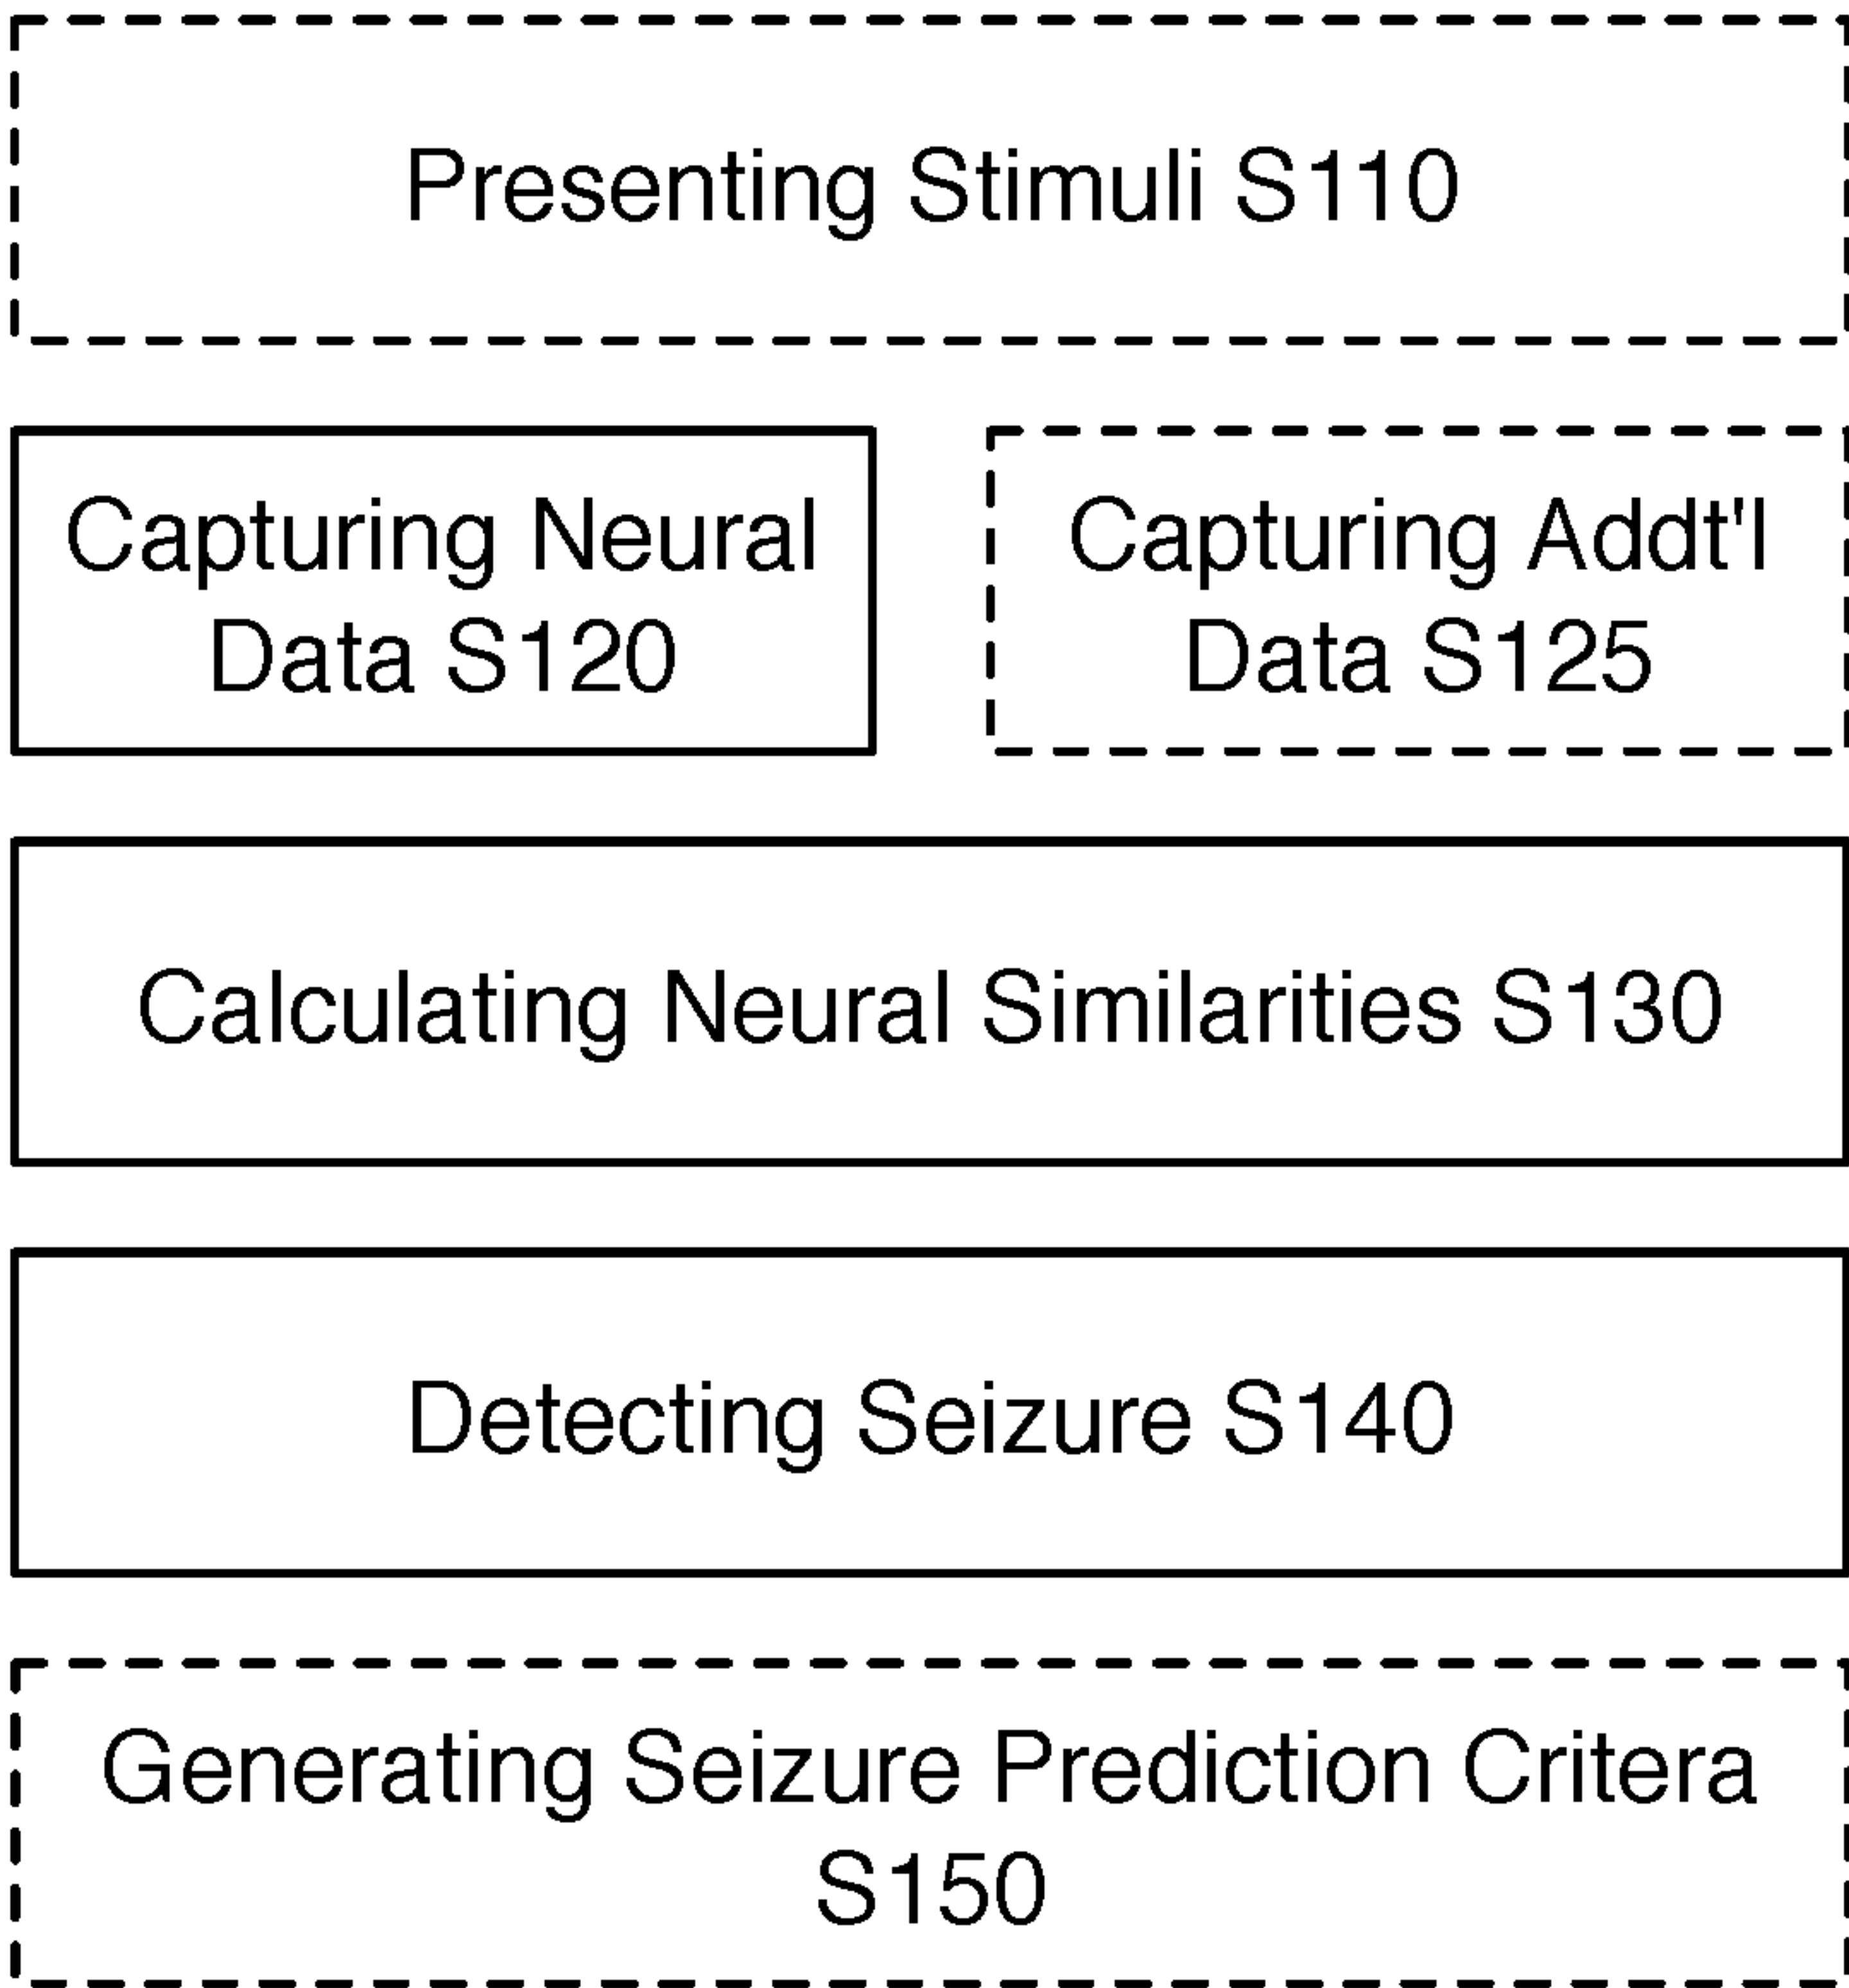 Presenting Stimuli S110
Capturing Neural
Data S120
Capturing Addt'l
Data S125
Calculating Neural Similarities S130
Detecting Seizure S140
Generating Seizure Prediction Critera
S150